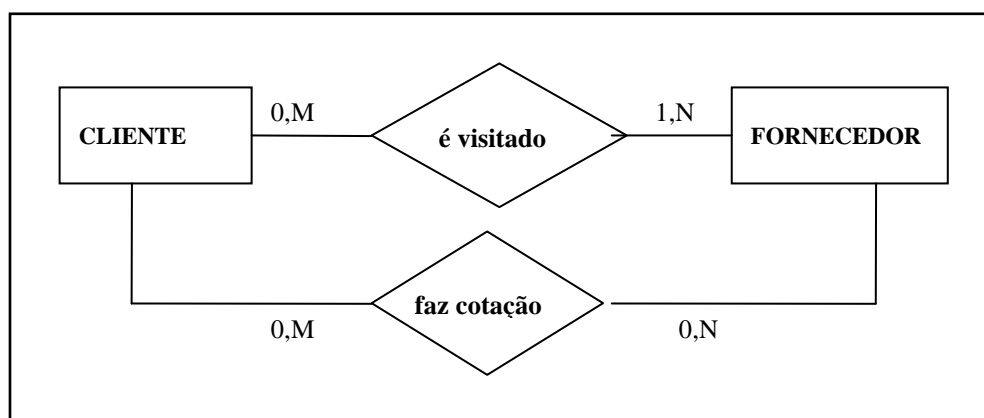 0,M
1,N
CLIENTE
é visitado
FORNECEDOR
faz cotação
0,M
0,N